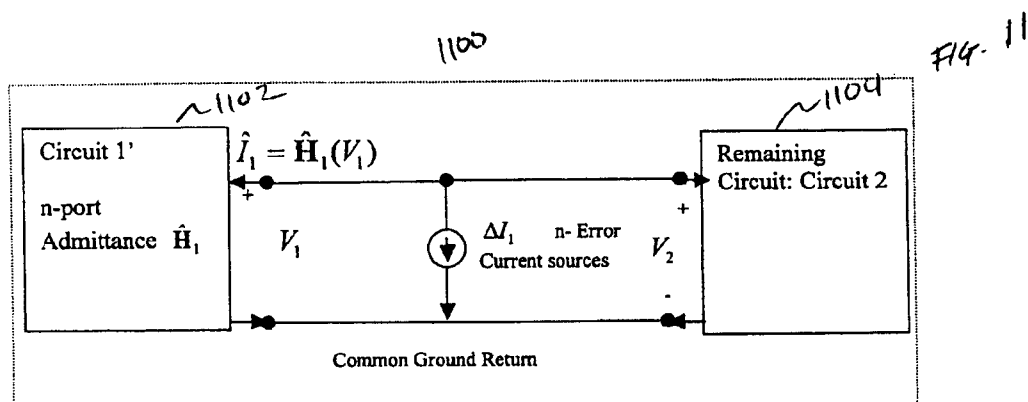 1100
FIG. 11
1102
1104
Circuit 1'
n-port
Admittance Ĥ₁
Î₁ = Ĥ₁(V₁)
+
V₁
ΔI₁ n- Error
Current sources
+
V₂
-
Remaining
Circuit: Circuit 2
Common Ground Return